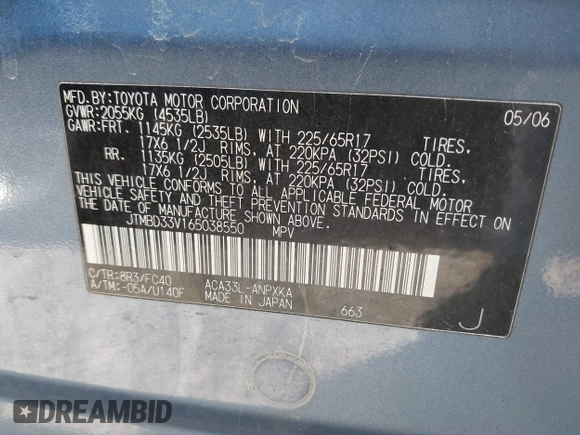 MFD.BY:TOYOTA MOTOR CORPORATION 05/06
GVWR:2055KG (4535LB)
GAWR:FRT. 1145KG (2535LB) WITH 225/65R17 TIRES,
17X6 1/2J RIMS, AT 220KPA (32PSI) COLD.
RR. 1135KG (2505LB) WITH 225/65R17 TIRES,
17X6 1/2J RIMS, AT 220KPA (32PSI) COLD.
THIS VEHICLE CONFORMS TO ALL APPLICABLE FEDERAL MOTOR
VEHICLE SAFETY AND THEFT PREVENTION STANDARDS IN EFFECT ON
THE DATE OF MANUFACTURE SHOWN ABOVE.
JTMBD33V165038550 MPV
C/TR:8R3/FC40 ACA33L-ANPXKA
A/TM:-05A/U140F MADE IN JAPAN 663 J
DREAMBID